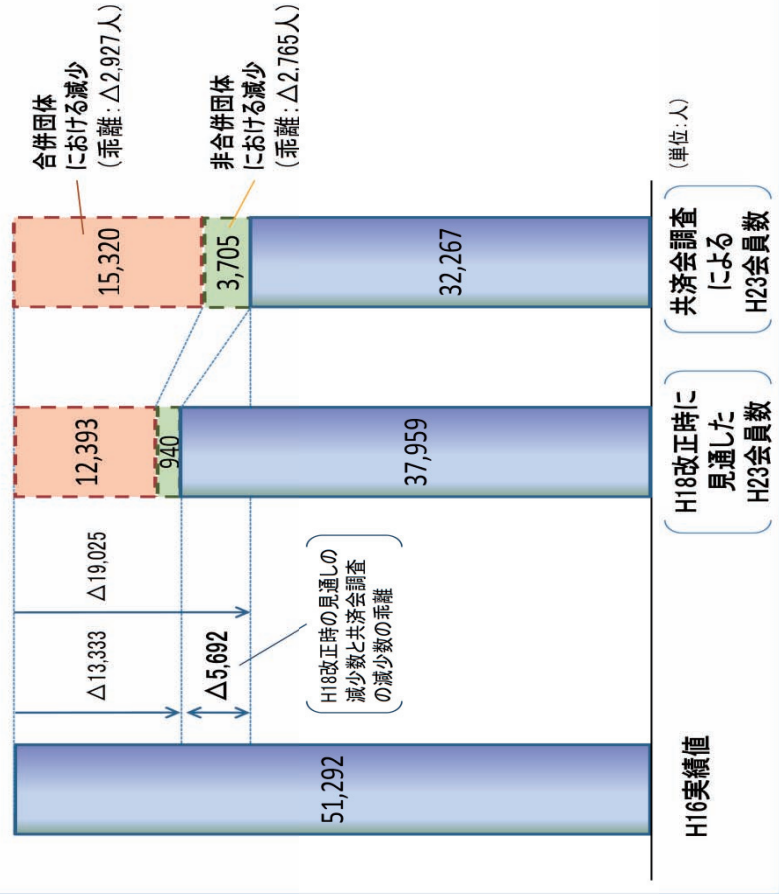 合併団体
における減少
(乖離:△2,927人)
非合併団体
における減少
(乖離:△2,765人)
15,320
3,705
32,267
12,393
940
37,959
△19,025
△13,333
△5,692
H18改正時の見通しの
減少数と共済会調査
の減少数の乖離
51,292
(単位:人)
H16実績値
H18改正時に
見通した
H23会員数
共済会調査
による
H23会員数